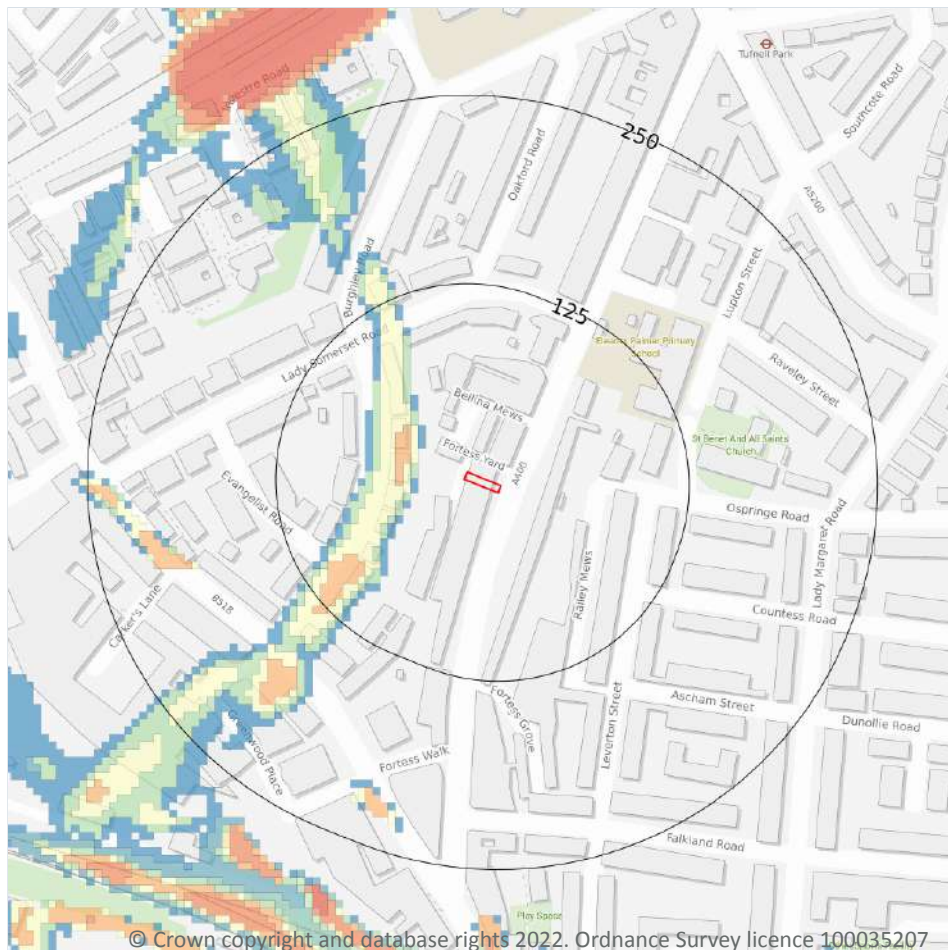 Tufnell Park
Southcote Road
Oakford Road
250
A5200
Lupton Street
Burghley Road
125
Eleanor Palmer Primary
School
Lady Somerset Road
Raveley Street
Bellina Mews
St Benet And All Saints
Church
Fortess Yard
A400
Evangelist Road
Ospringe Road
Lady Margaret Road
Railey Mews
Carker's Lane
B518
Countess Road
Ascham Street
Dunollie Road
Fortess Grove
Leverton Street
Greenwood Place
Fortess Walk
Falkland Road
Play Space
© Crown copyright and database rights 2022. Ordnance Survey licence 100035207